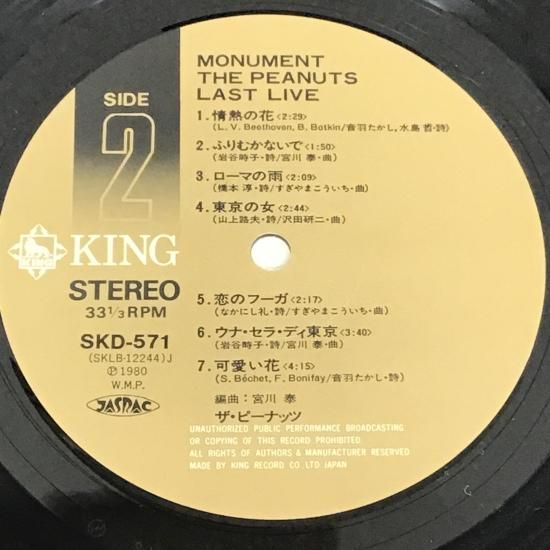 MONUMENT
THE PEANUTS
LAST LIVE
SIDE
2
1. 情熱の花<2:29>
(L. V. Beethoven, B. Botkin/音羽たかし, 水島 哲・詩)
2. ふりむかないで<1:50>
(岩谷時子・詩/宮川 泰・曲)
3. ローマの雨<2:09>
(橋本 淳・詩/すぎやまこういち・曲)
4. 東京の女<2:44>
(山上路夫・詩/沢田研二・曲)
KING
KING
STEREO
33 1/3 RPM
SKD-571
(SKLB-12244) J
℗1980
W.M.P.
JASRAC
5. 恋のフーガ<2:17>
(なかにし礼・詩/すぎやまこういち・曲)
6. ウナ・セラ・ディ東京<3:40>
(岩谷時子・詩/宮川 泰・曲)
7. 可愛い花<4:15>
(S. Béchet, F. Bonifay/音羽たかし・詩)
編曲：宮川 泰
ザ・ピーナッツ
UNAUTHORIZED PUBLIC PERFORMANCE BROADCASTING
OR COPYING OF THIS RECORD PROHIBITED
ALL RIGHTS OF AUTHORS & MANUFACTURER RESERVED
MADE BY KING RECORD CO. LTD JAPAN